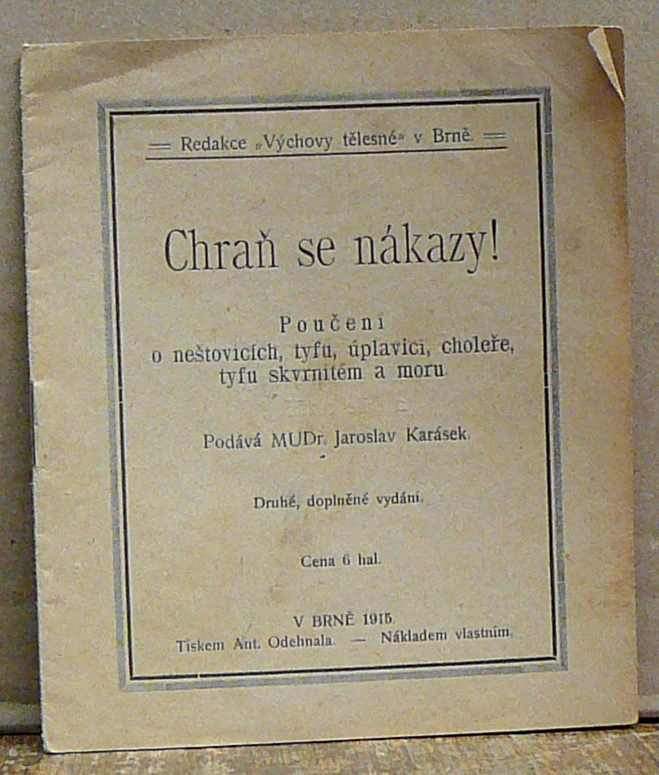 Redakce „Výchovy tělesné“ v Brně.
Chraň se nákazy!
Poučení
o neštovicích, tyfu, úplavici, choleře,
tyfu skvrnitém a moru.
Podává MUDr. Jaroslav Karásek.
Druhé, doplněné vydání.
Cena 6 hal.
V BRNĚ 1915.
Tiskem Ant. Odehnala. — Nákladem vlastním.